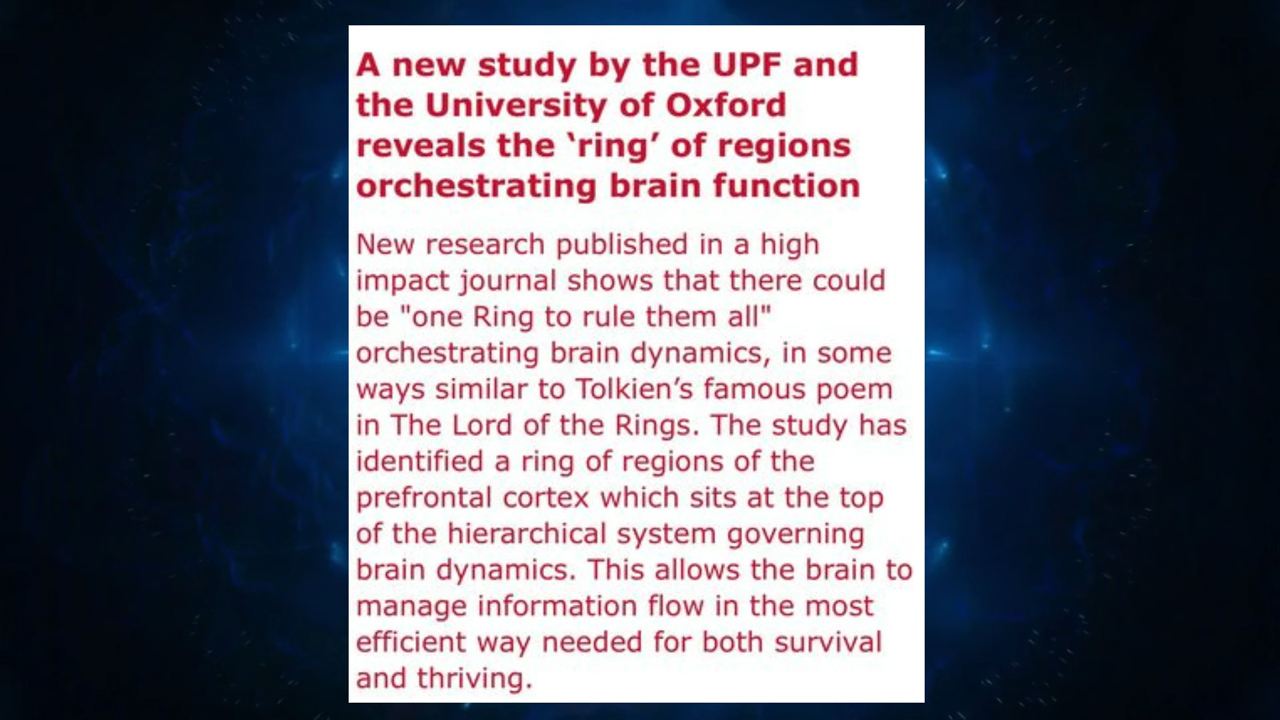 A new study by the UPF and
the University of Oxford
reveals the ‘ring’ of regions
orchestrating brain function
New research published in a high
impact journal shows that there could
be "one Ring to rule them all"
orchestrating brain dynamics, in some
ways similar to Tolkien’s famous poem
in The Lord of the Rings. The study has
identified a ring of regions of the
prefrontal cortex which sits at the top
of the hierarchical system governing
brain dynamics. This allows the brain to
manage information flow in the most
efficient way needed for both survival
and thriving.